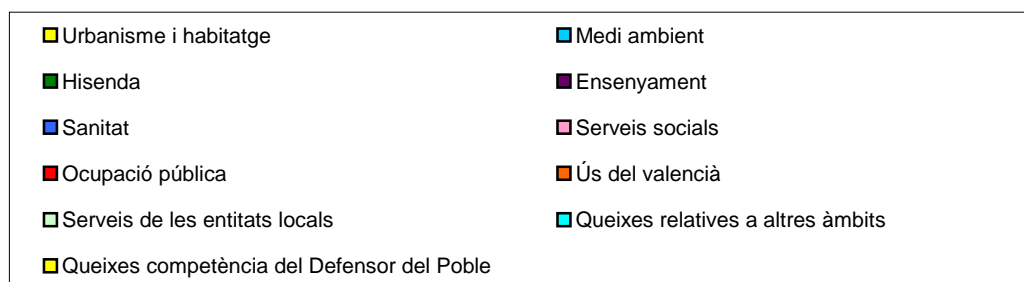 Urbanisme i habitatge
Medi ambient
Hisenda
Ensenyament
Sanitat
Serveis socials
Ocupació pública
Ús del valencià
Serveis de les entitats locals
Queixes relatives a altres àmbits
Queixes competència del Defensor del Poble